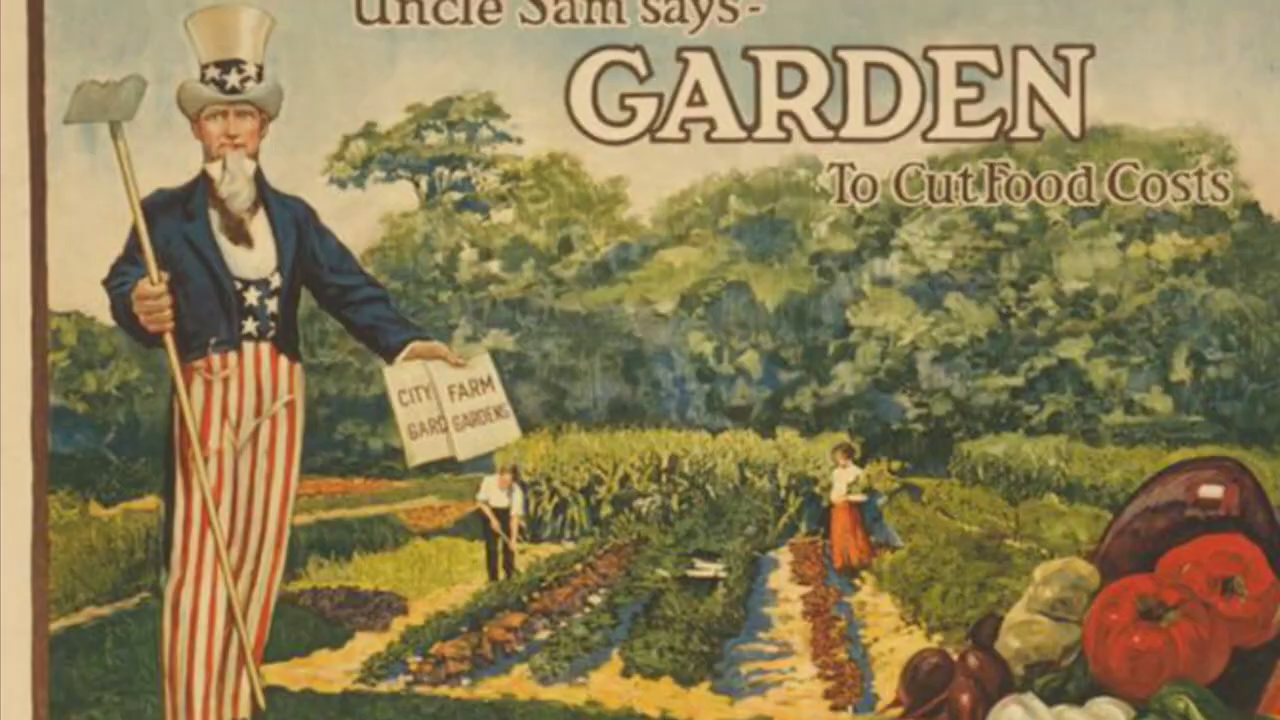 Uncle Sam says-
GARDEN
To Cut Food Costs
CITY FARM
GARD GARDENS